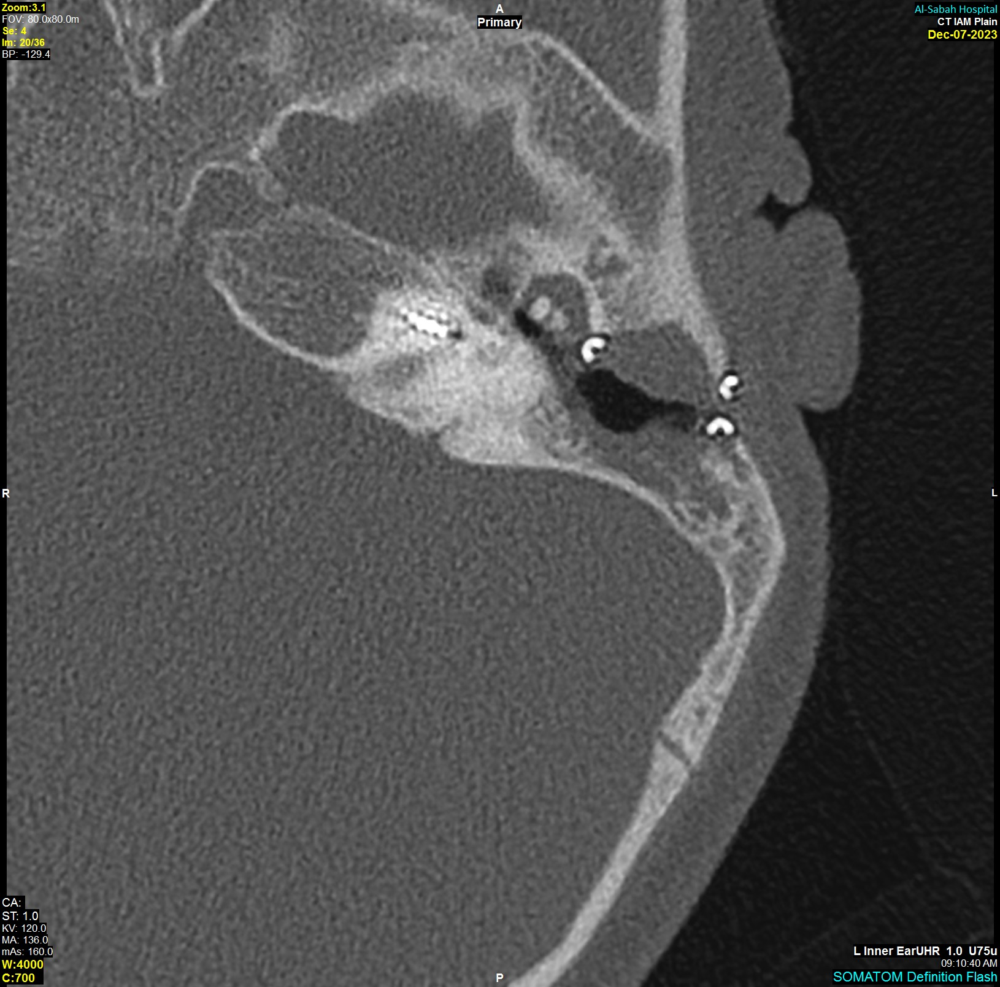 Zoom:3.1
FOV: 80.0x80.0m
Se: 4
Im: 20/36
BP: -129.4
A
Primary
Al-Sabah Hospital
CT IAM Plain
Dec-07-2023
R
L
CA:
ST: 1.0
KV: 120.0
MA: 136.0
mAs: 160.0
W:4000
C:700
P
L Inner EarUHR 1.0 U75u
09:10:40 AM
SOMATOM Definition Flash